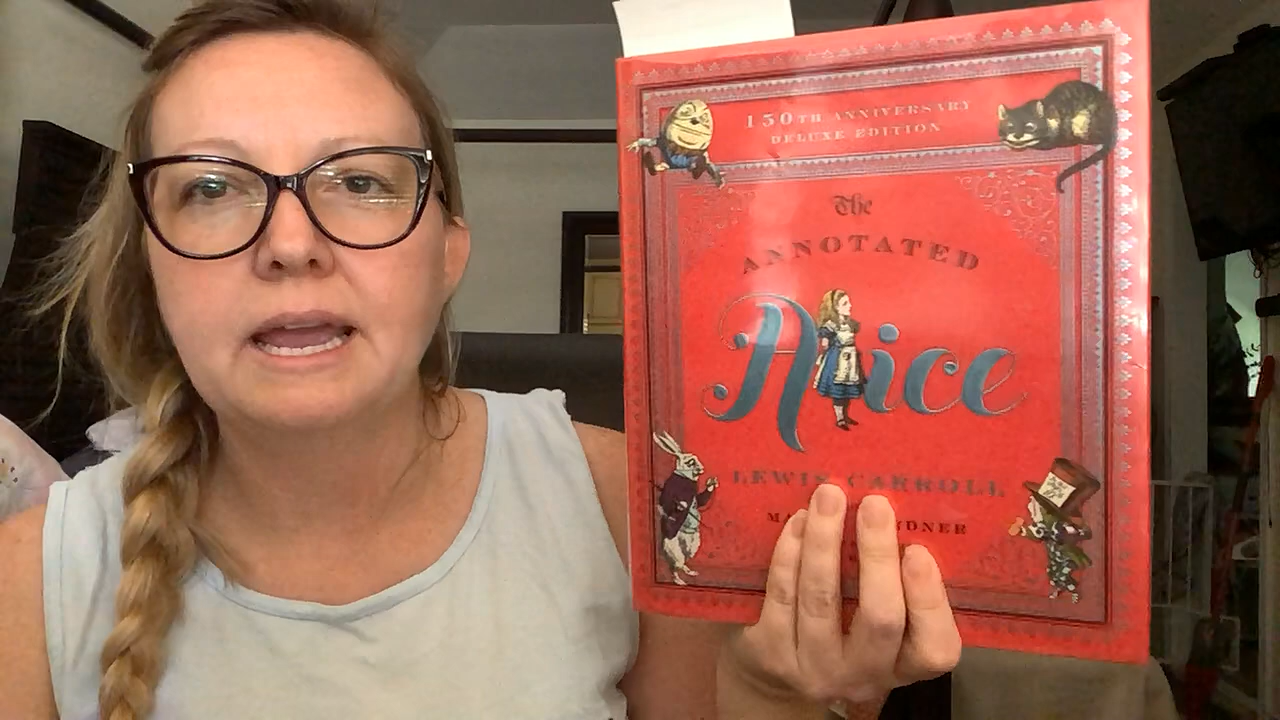 150TH ANNIVERSARY
DELUXE EDITION
The
ANNOTATED
Alice
LEWIS CARROLL